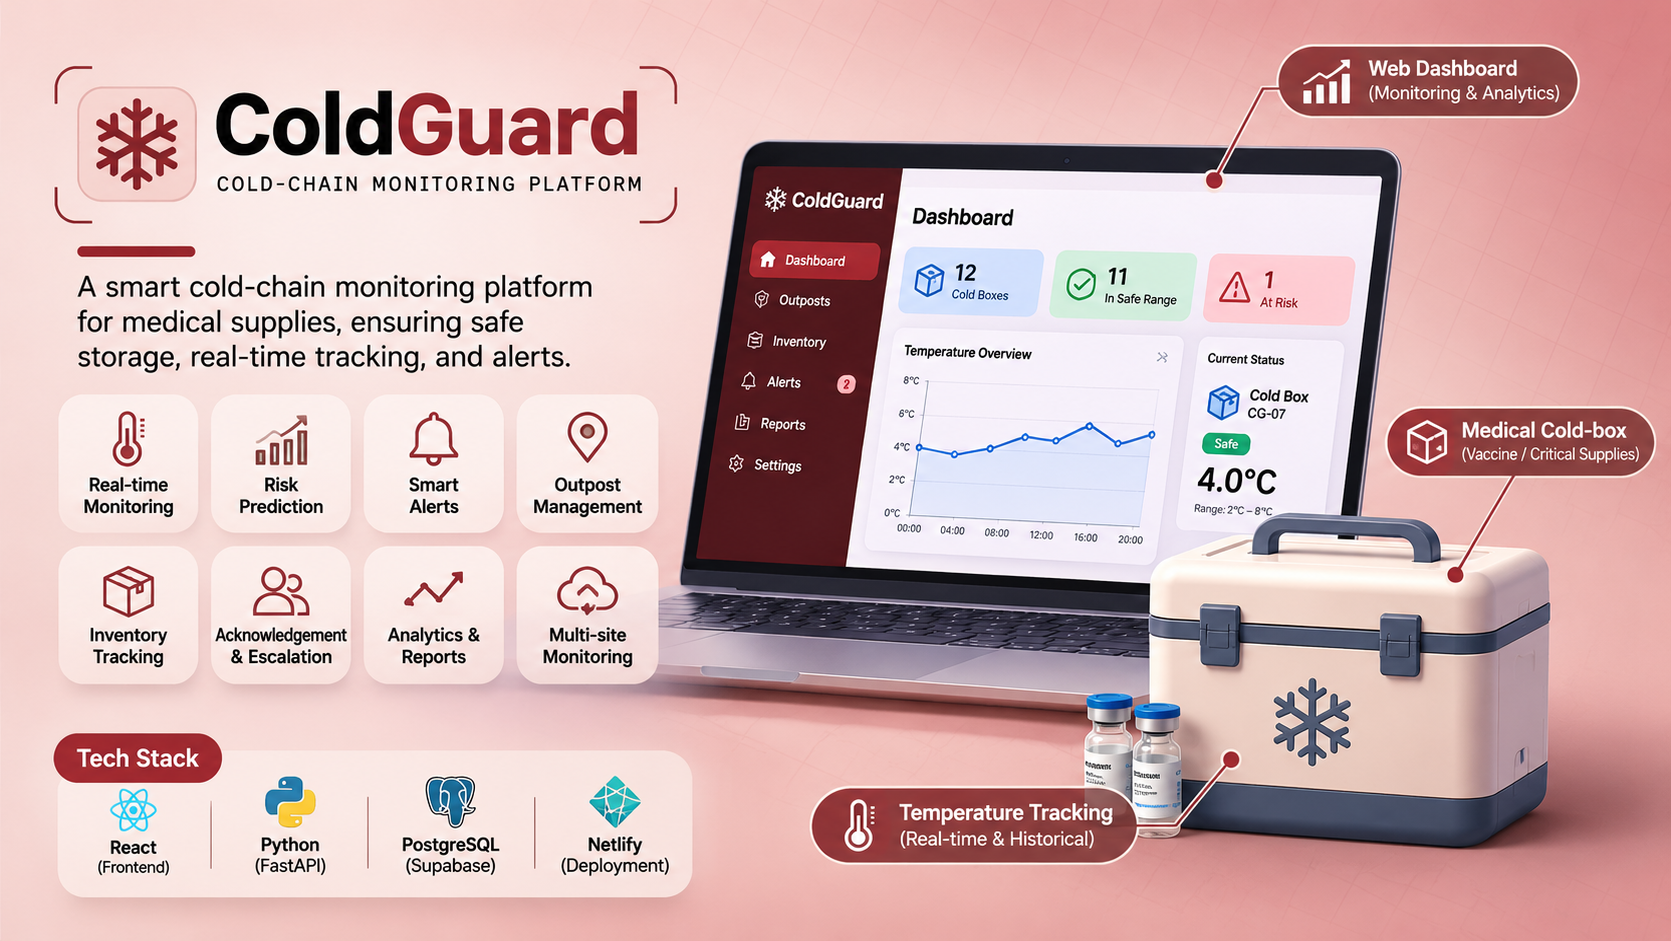 ColdGuard
COLD-CHAIN MONITORING PLATFORM
A smart cold-chain monitoring platform
for medical supplies, ensuring safe
storage, real-time tracking, and alerts.
Real-time
Monitoring
Risk
Prediction
Smart
Alerts
Outpost
Management
Inventory
Tracking
Acknowledgement
& Escalation
Analytics &
Reports
Multi-site
Monitoring
Tech Stack
React
(Frontend)
Python
(FastAPI)
PostgreSQL
(Supabase)
Netlify
(Deployment)
Web Dashboard
(Monitoring & Analytics)
ColdGuard
Dashboard
Outposts
Inventory
Alerts
2
Reports
Settings
Dashboard
12
Cold Boxes
11
In Safe Range
1
At Risk
Temperature Overview
8°C
6°C
4°C
2°C
0°C
00:00
04:00
08:00
12:00
16:00
20:00
Current Status
Cold Box
CG-07
Safe
4.0°C
Range: 2°C – 8°C
Medical Cold-box
(Vaccine / Critical Supplies)
Temperature Tracking
(Real-time & Historical)